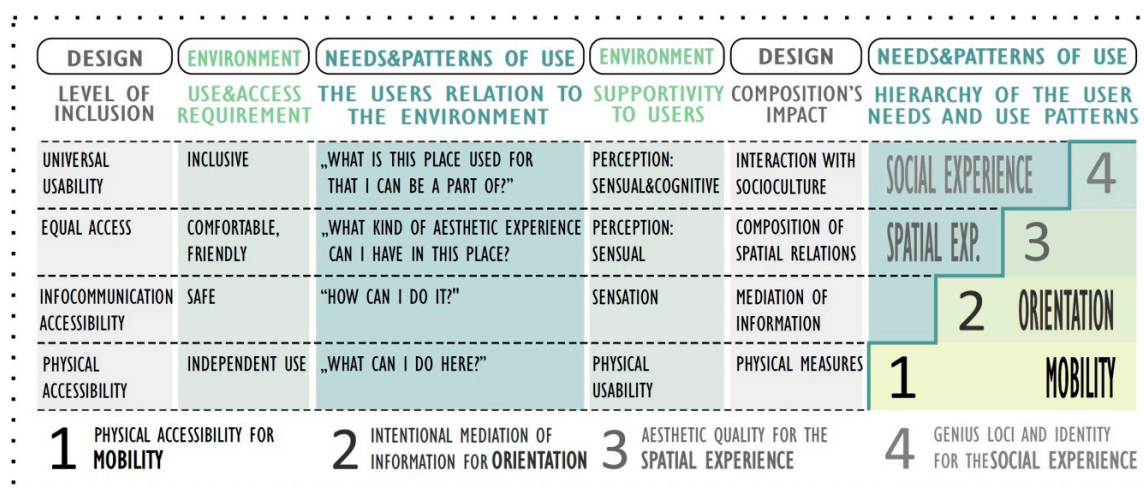 DESIGN ENVIRONMENT NEEDS&PATTERNS OF USE ENVIRONMENT DESIGN NEEDS&PATTERNS OF USE
LEVEL OF INCLUSION
USE&ACCESS REQUIREMENT
THE USERS RELATION TO THE ENVIRONMENT
SUPPORTIVITY TO USERS
COMPOSITION'S IMPACT
HIERARCHY OF THE USER NEEDS AND USE PATTERNS
UNIVERSAL
USABILITY
INCLUSIVE
„WHAT IS THIS PLACE USED FOR
THAT I CAN BE A PART OF?”
PERCEPTION:
SENSUAL&COGNITIVE
INTERACTION WITH
SOCIOCULTURE
SOCIAL EXPERIENCE 4
EQUAL ACCESS
COMFORTABLE,
FRIENDLY
„WHAT KIND OF AESTHETIC EXPERIENCE
CAN I HAVE IN THIS PLACE?
PERCEPTION:
SENSUAL
COMPOSITION OF
SPATIAL RELATIONS
SPATIAL EXP. 3
INFOCOMMUNICATION
ACCESSIBILITY
SAFE
“HOW CAN I DO IT?"
SENSATION
MEDIATION OF
INFORMATION
2 ORIENTATION
PHYSICAL
ACCESSIBILITY
INDEPENDENT USE
„WHAT CAN I DO HERE?”
PHYSICAL
USABILITY
PHYSICAL MEASURES
1 MOBILITY
1 PHYSICAL ACCESSIBILITY FOR
MOBILITY
2 INTENTIONAL MEDIATION OF
INFORMATION FOR ORIENTATION
3 AESTHETIC QUALITY FOR THE
SPATIAL EXPERIENCE
4 GENIUS LOCI AND IDENTITY
FOR THE SOCIAL EXPERIENCE